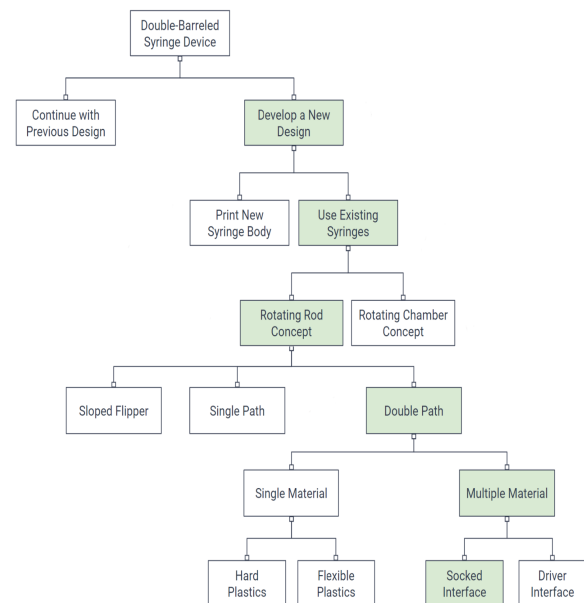 Double-Barreled
Syringe Device
Continue with
Previous Design
Develop a New
Design
Print New
Syringe Body
Use Existing
Syringes
Rotating Rod
Concept
Rotating Chamber
Concept
Sloped Flipper
Single Path
Double Path
Single Material
Multiple Material
Hard
Plastics
Flexible
Plastics
Socked
Interface
Driver
Interface